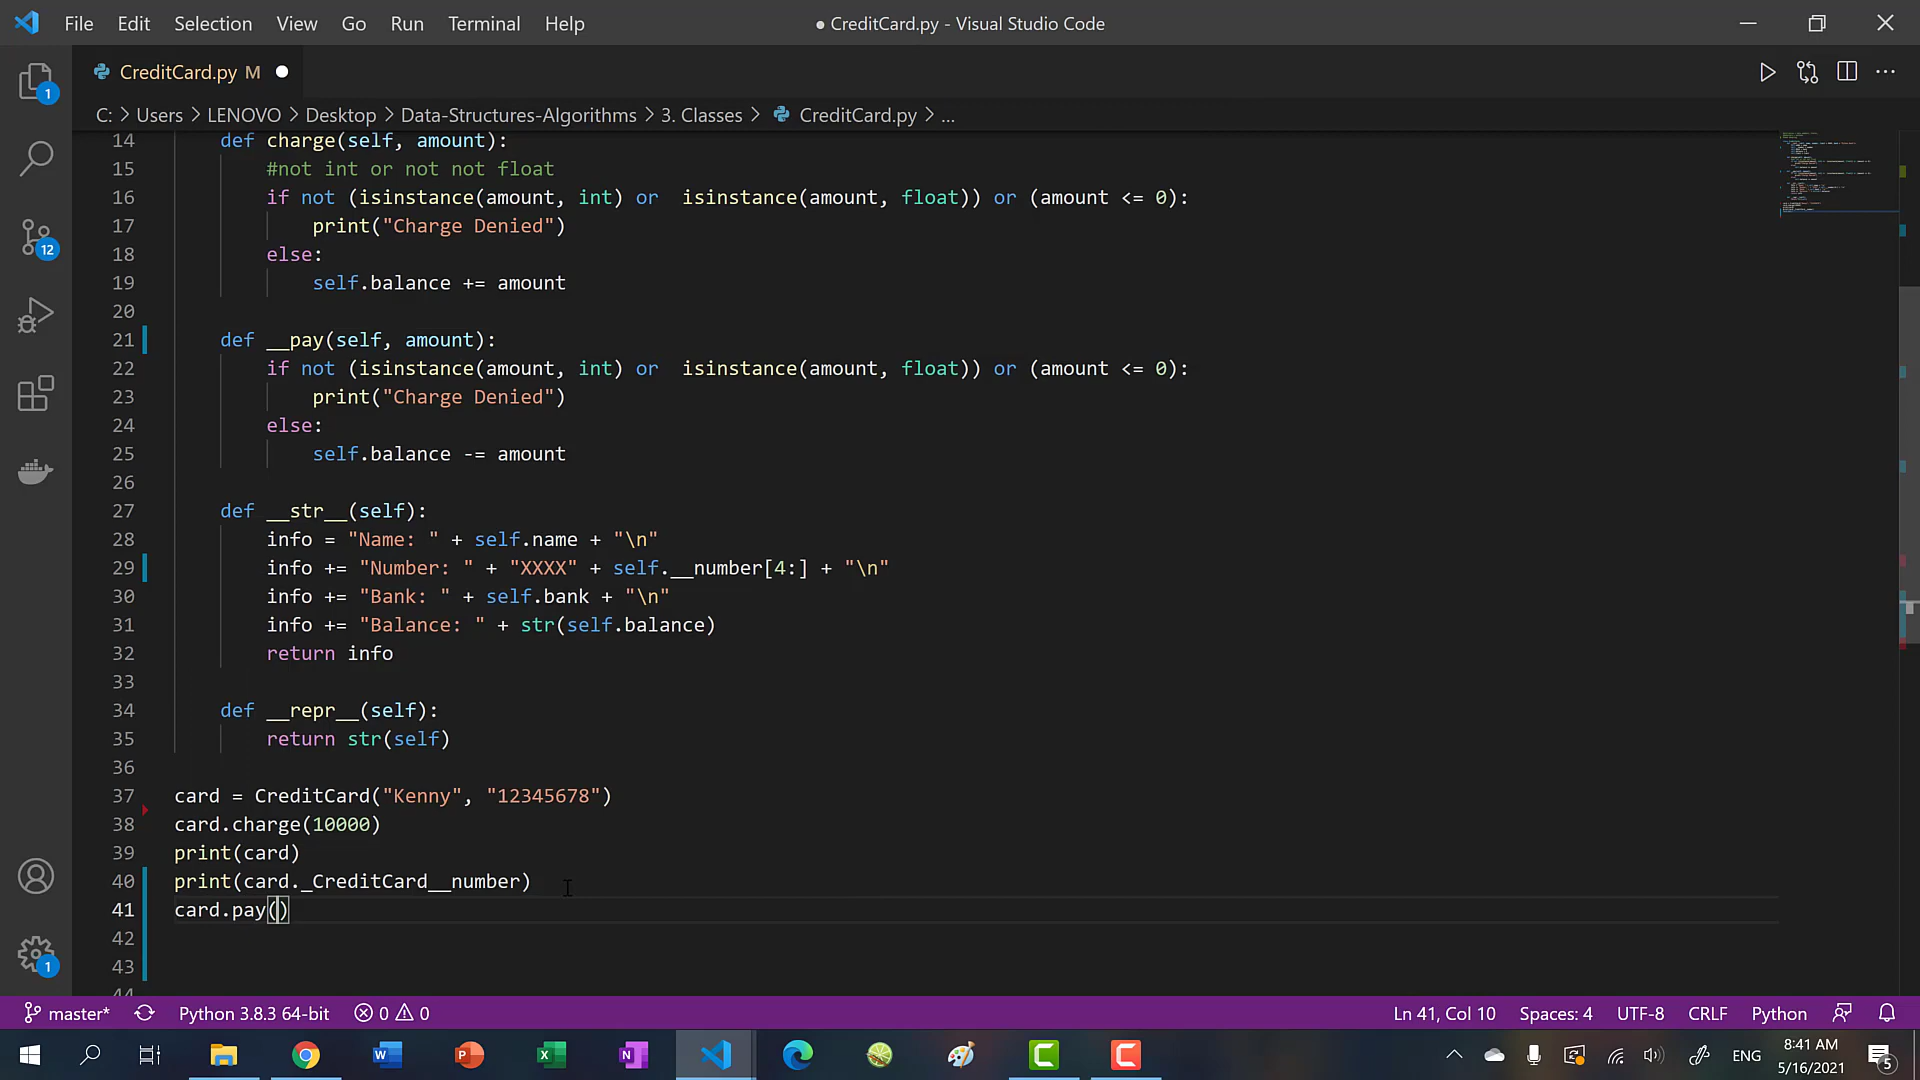 File Edit Selection View Go Run Terminal Help ● CreditCard.py - Visual Studio Code
CreditCard.py M
C: > Users > LENOVO > Desktop > Data-Structures-Algorithms > 3. Classes > CreditCard.py > ...
14 def charge(self, amount):
15 #not int or not not float
16 if not (isinstance(amount, int) or  isinstance(amount, float)) or (amount <= 0):
17 print("Charge Denied")
18 else:
19 self.balance += amount
20
21 def __pay(self, amount):
22 if not (isinstance(amount, int) or  isinstance(amount, float)) or (amount <= 0):
23 print("Charge Denied")
24 else:
25 self.balance -= amount
26
27 def __str__(self):
28 info = "Name: " + self.name + "\n"
29 info += "Number: " + "XXXX" + self.__number[4:] + "\n"
30 info += "Bank: " + self.bank + "\n"
31 info += "Balance: " + str(self.balance)
32 return info
33
34 def __repr__(self):
35 return str(self)
36
37 card = CreditCard("Kenny", "12345678")
38 card.charge(10000)
39 print(card)
40 print(card._CreditCard__number)
41 card.pay()
42
43
44
1
12
1
master* Python 3.8.3 64-bit 0 0 Ln 41, Col 10 Spaces: 4 UTF-8 CRLF Python
ENG 8:41 AM
5/16/2021 5